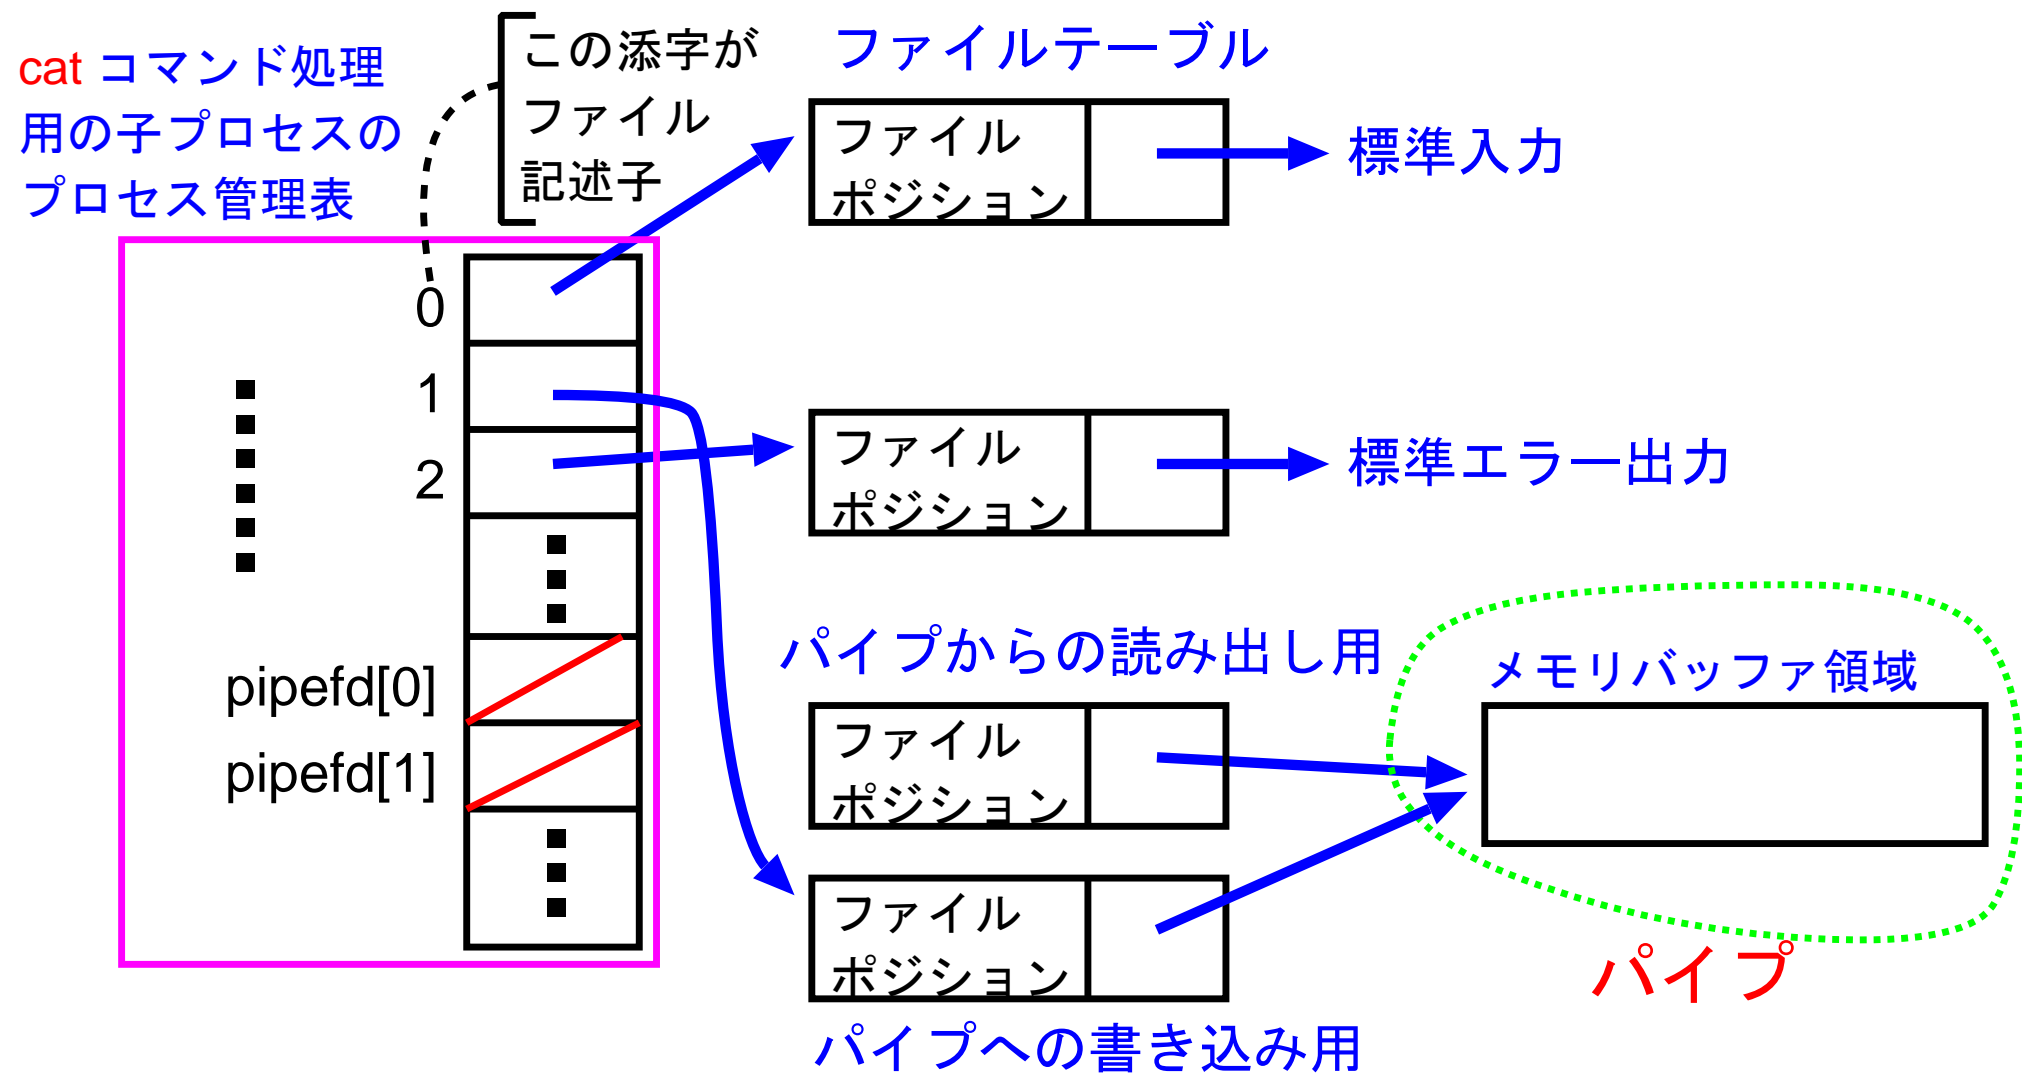 cat コマンド処理
用の子プロセスの
プロセス管理表
この添字が
ファイル
記述子
ファイルテーブル
ファイル
ポジション
標準入力
0
1
2
ファイル
ポジション
標準エラー出力
pipefd[0]
pipefd[1]
パイプからの読み出し用
ファイル
ポジション
メモリバッファ領域
ファイル
ポジション
パイプへの書き込み用
パイプ